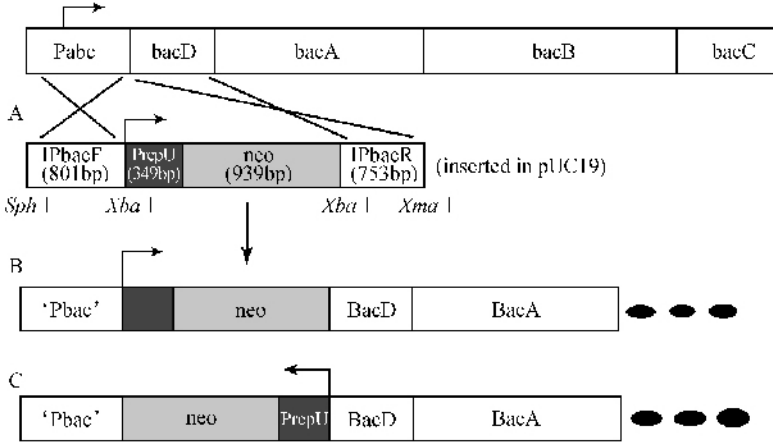 Pabc bacD bacA bacB bacC
A
IPbacF PrepU neo IPbacR
(801bp) (349bp) (939bp) (753bp) (inserted in pUC19)
Sph I Xba I Xba I Xma I
B
'Pbac' neo BacD BacA
C
'Pbac' neo PrepU BacD BacA